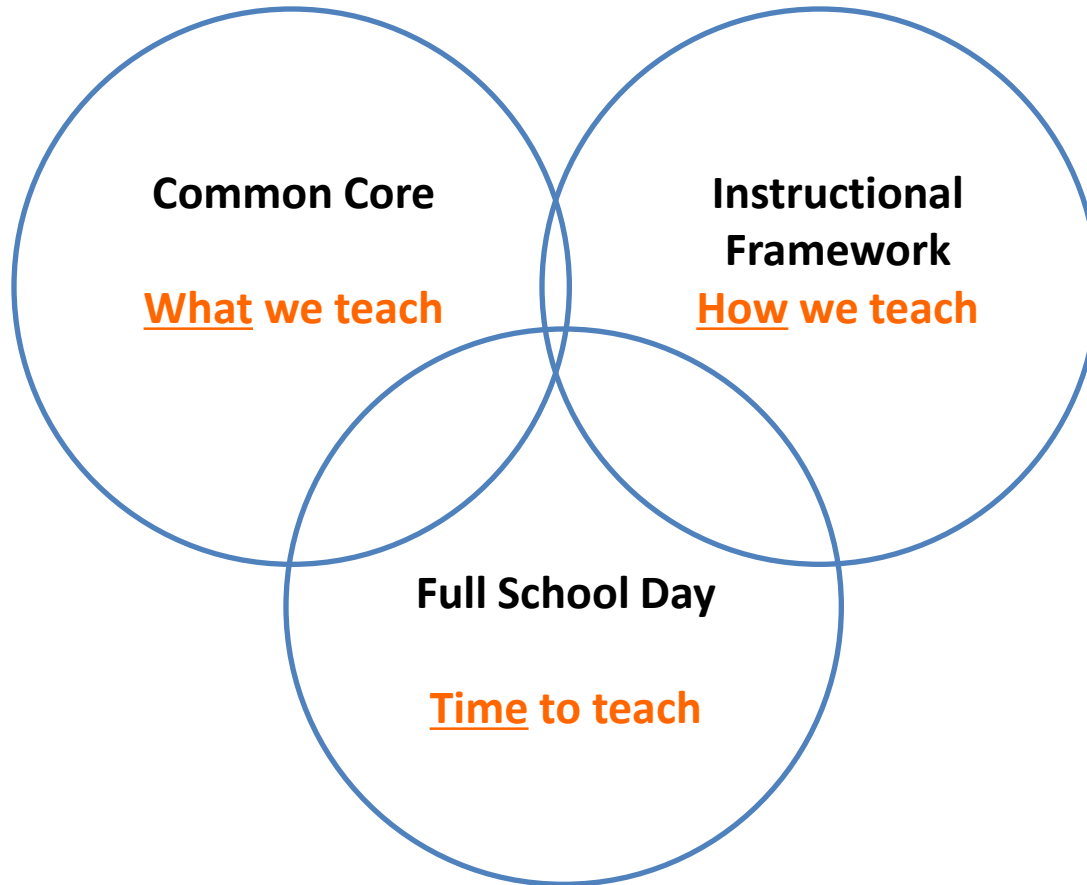 Common Core
What we teach
Instructional
Framework
How we teach
Full School Day
Time to teach